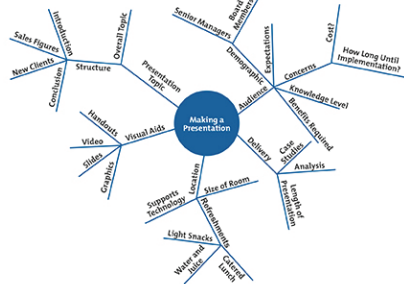 Making a
Presentation
Presentation
Topic
Overall Topic
Structure
Introduction
Sales Figures
New Clients
Conclusion
Visual Aids
Handouts
Video
Slides
Graphics
Location
Supports
Technology
Size of Room
Refreshments
Light Snacks
Water and
Juice
Catered
Lunch
Delivery
Case
Studies
Analysis
Length of
Presentation
Audience
Demographic
Senior Managers
Board
Members
Expectations
Concerns
Cost?
How Long Until
Implementation?
Knowledge Level
Benefits Required